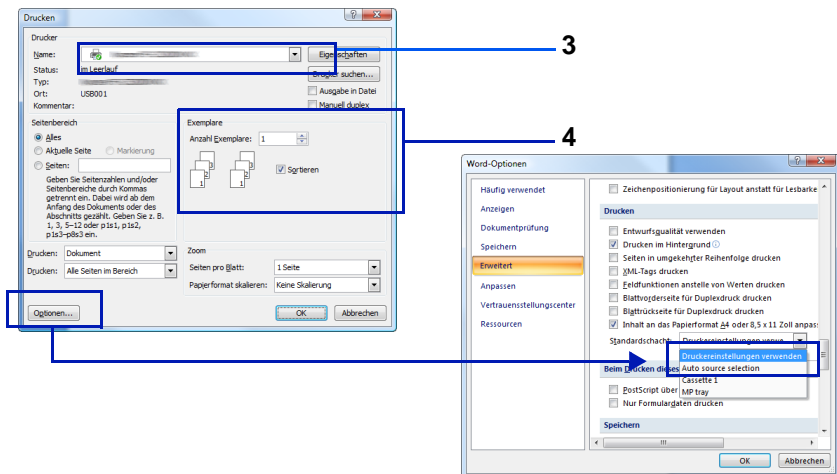 Drucken
Drucker
Name:
Eigenschaften
3
Status: im Leerlauf
Drucker suchen...
Typ:
Ort: USB001
Ausgabe in Datei
Kommentar:
Manuell duplex
Seitenbereich
Alles
Aktuelle Seite Markierung
Seiten:
Geben Sie Seitenzahlen und/oder
Seitenbereiche durch Kommas
getrennt ein. Dabei wird ab dem
Anfang des Dokuments oder des
Abschnitts gezählt. Geben Sie z. B.
1, 3, 5–12 oder p1s1, p1s2,
p1s3–p8s3 ein.
Exemplare
Anzahl Exemplare: 1
3 3
2 2
1 1
Sortieren
4
Drucken: Dokument
Drucken: Alle Seiten im Bereich
Zoom
Seiten pro Blatt: 1 Seite
Papierformat skalieren: Keine Skalierung
Optionen...
OK Abbrechen
Word-Optionen
Häufig verwendet
Anzeigen
Dokumentprüfung
Speichern
Erweitert
Anpassen
Vertrauensstellungscenter
Ressourcen
Zeichenpositionierung für Layout anstatt für Lesbarke
Drucken
Entwurfsqualität verwenden
Drucken im Hintergrund
Seiten in umgekehrter Reihenfolge drucken
XML-Tags drucken
Feldfunktionen anstelle von Werten drucken
Blattvorderseite für Duplexdruck drucken
Blattrückseite für Duplexdruck drucken
Inhalt an das Papierformat A4 oder 8,5 x 11 Zoll anpas
Standardschacht: Druckereinstellungen verwe
Druckereinstellungen verwenden
Auto source selection
Cassette 1
MP tray
Beim Drucken dieses
PostScript über
Nur Formulardaten drucken
Speichern
OK Abbrechen